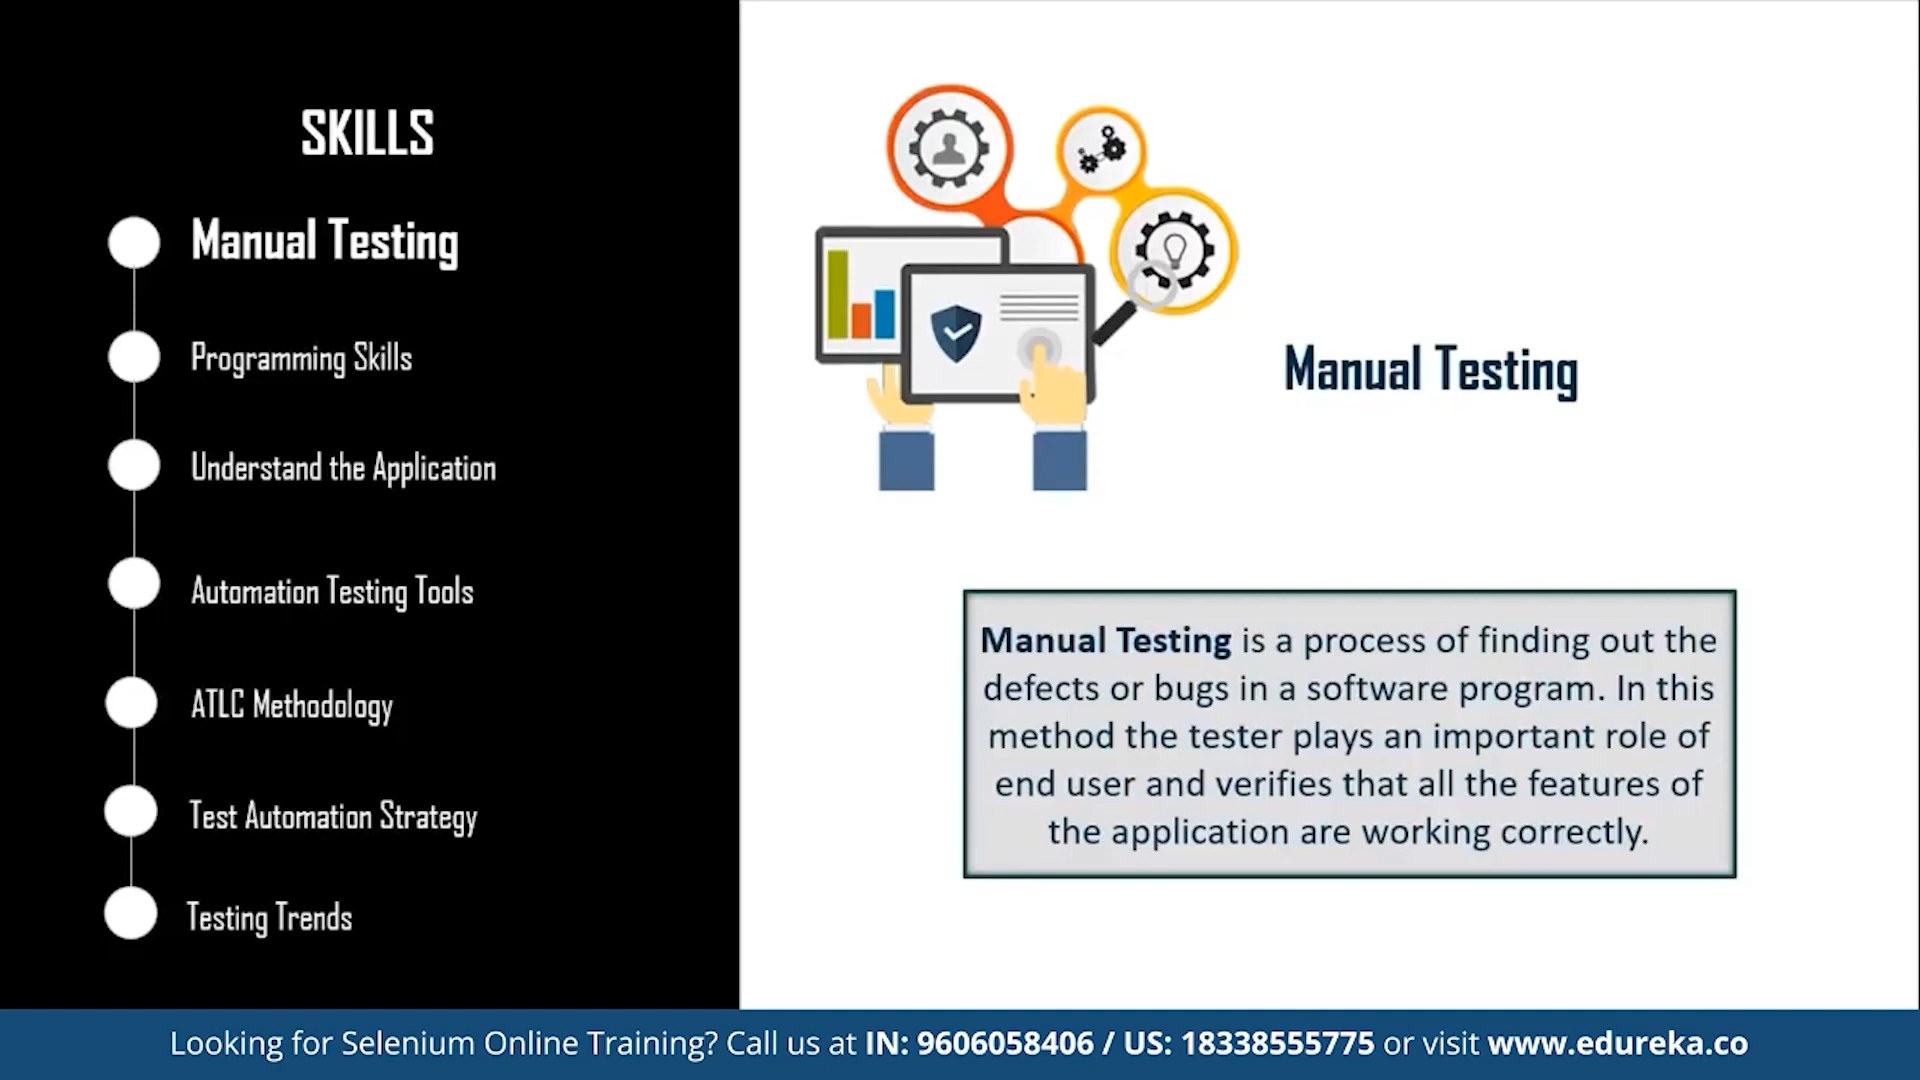 SKILLS
Manual Testing
Programming Skills
Understand the Application
Automation Testing Tools
ATLC Methodology
Test Automation Strategy
Testing Trends
Manual Testing
Manual Testing is a process of finding out the
defects or bugs in a software program. In this
method the tester plays an important role of
end user and verifies that all the features of
the application are working correctly.
Looking for Selenium Online Training? Call us at IN: 9606058406 / US: 18338555775 or visit www.edureka.co